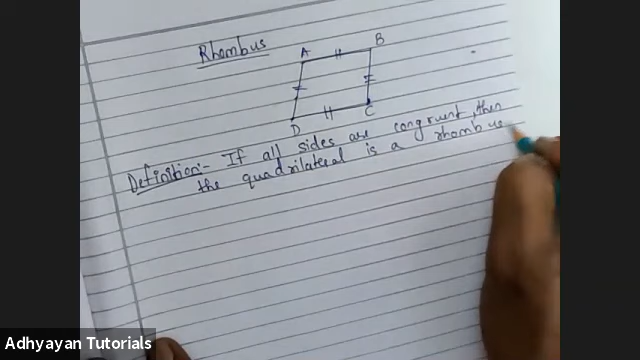 Rhombus
A
B
D
C
Definition:- If all sides are congruent, then
the quadrilateral is a rhombus
Adhyayan Tutorials